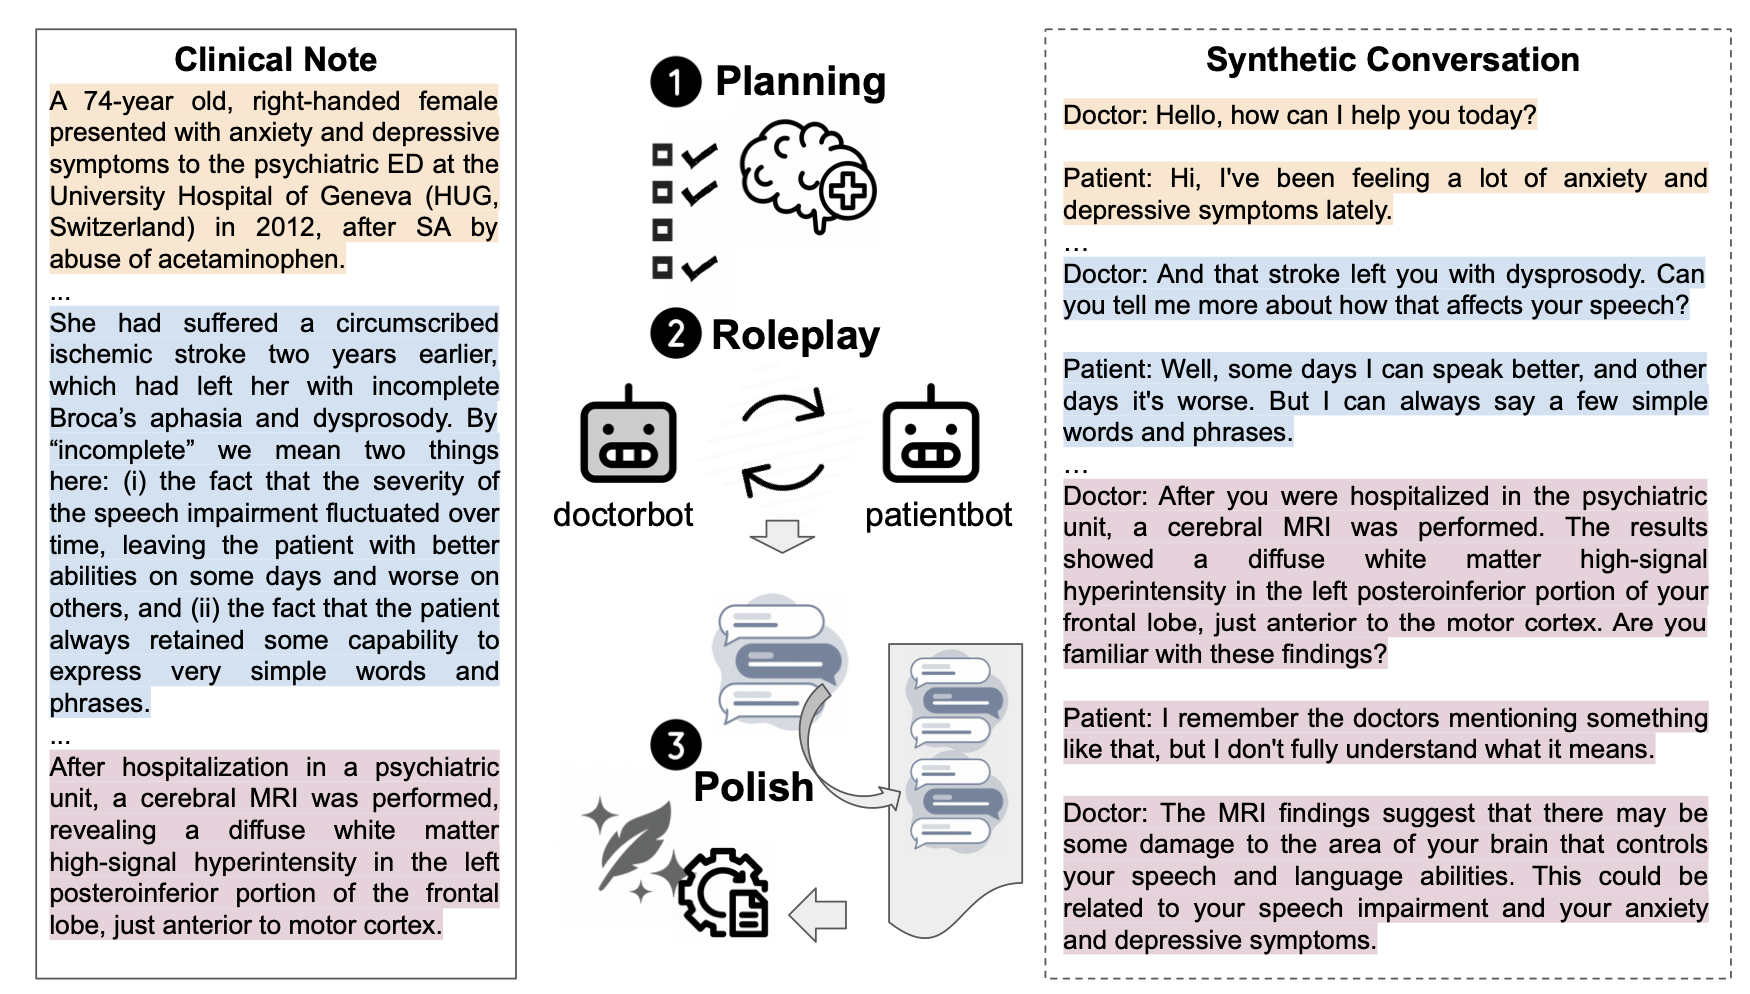 Clinical Note
A 74-year old, right-handed female
presented with anxiety and depressive
symptoms to the psychiatric ED at the
University Hospital of Geneva (HUG,
Switzerland) in 2012, after SA by
abuse of acetaminophen.
...
She had suffered a circumscribed
ischemic stroke two years earlier,
which had left her with incomplete
Broca’s aphasia and dysprosody. By
“incomplete” we mean two things
here: (i) the fact that the severity of
the speech impairment fluctuated over
time, leaving the patient with better
abilities on some days and worse on
others, and (ii) the fact that the patient
always retained some capability to
express very simple words and
phrases.
...
After hospitalization in a psychiatric
unit, a cerebral MRI was performed,
revealing a diffuse white matter
high-signal hyperintensity in the left
posteroinferior portion of the frontal
lobe, just anterior to motor cortex.
1 Planning
2 Roleplay
doctorbot
patientbot
3
Polish
Synthetic Conversation
Doctor: Hello, how can I help you today?
Patient: Hi, I've been feeling a lot of anxiety and
depressive symptoms lately.
...
Doctor: And that stroke left you with dysprosody. Can
you tell me more about how that affects your speech?
Patient: Well, some days I can speak better, and other
days it's worse. But I can always say a few simple
words and phrases.
...
Doctor: After you were hospitalized in the psychiatric
unit, a cerebral MRI was performed. The results
showed a diffuse white matter high-signal
hyperintensity in the left posteroinferior portion of your
frontal lobe, just anterior to the motor cortex. Are you
familiar with these findings?
Patient: I remember the doctors mentioning something
like that, but I don't fully understand what it means.
Doctor: The MRI findings suggest that there may be
some damage to the area of your brain that controls
your speech and language abilities. This could be
related to your speech impairment and your anxiety
and depressive symptoms.